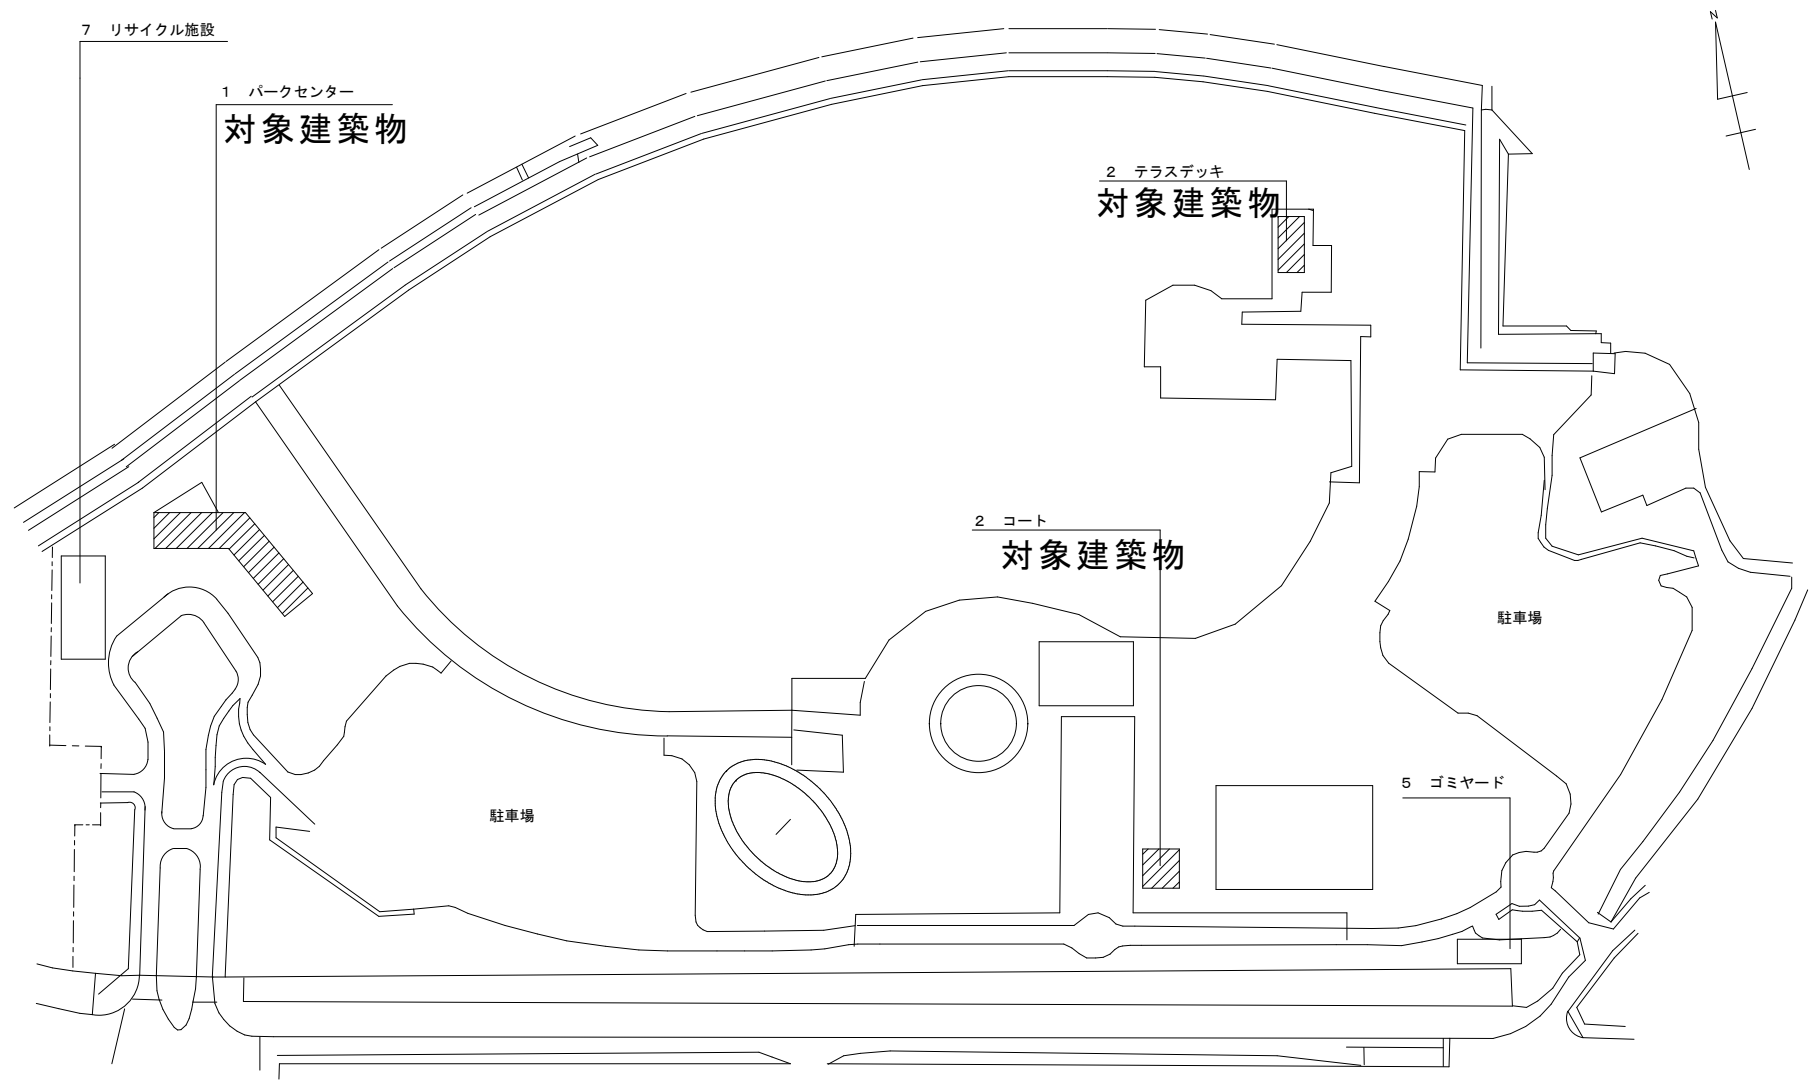 7 リサイクル施設
N
1 パークセンター
対象建築物
2 テラスデッキ
対象建築物
2 コート
対象建築物
駐車場
5 ゴミヤード
駐車場